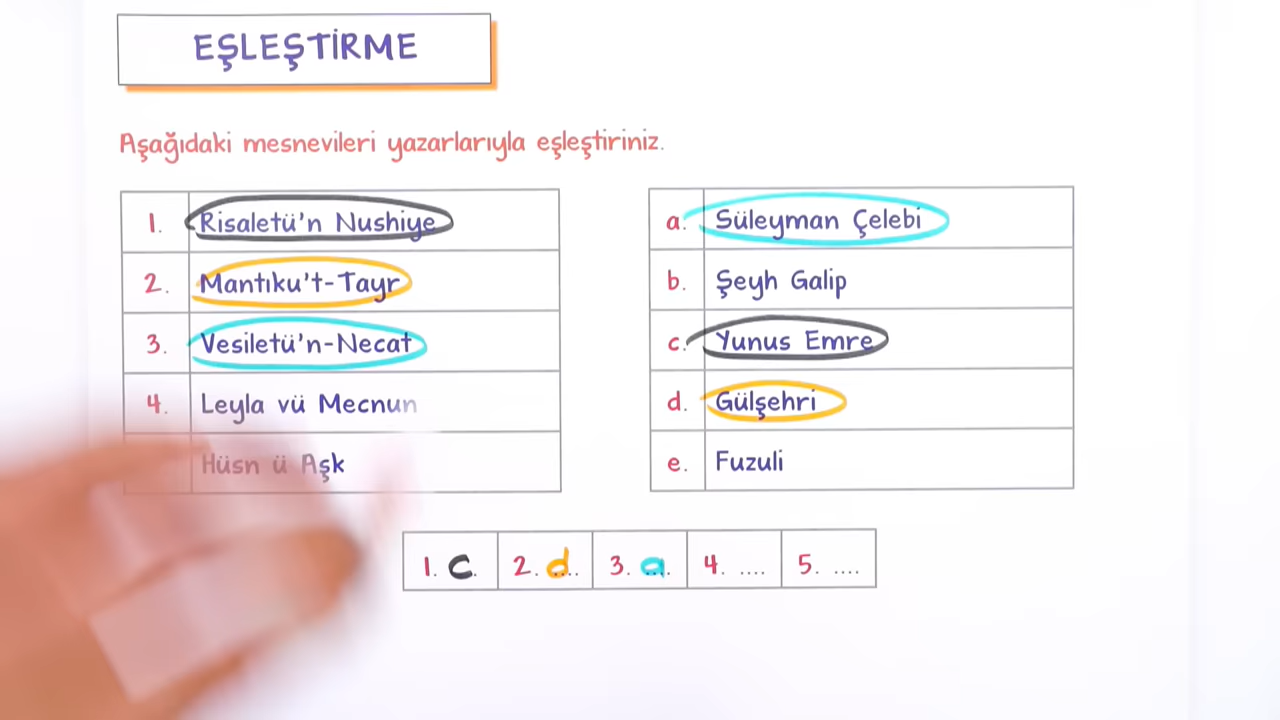 EŞLEŞTİRME
Aşağıdaki mesnevileri yazarlarıyla eşleştiriniz.
1. Risaletü'n Nushiye
2. Mantıku't-Tayr
3. Vesiletü'n-Necat
4. Leyla vü Mecnun
Hüsn ü Aşk
a. Süleyman Çelebi
b. Şeyh Galip
c. Yunus Emre
d. Gülşehri
e. Fuzuli
1. c 2. d 3. a 4. .... 5. ....